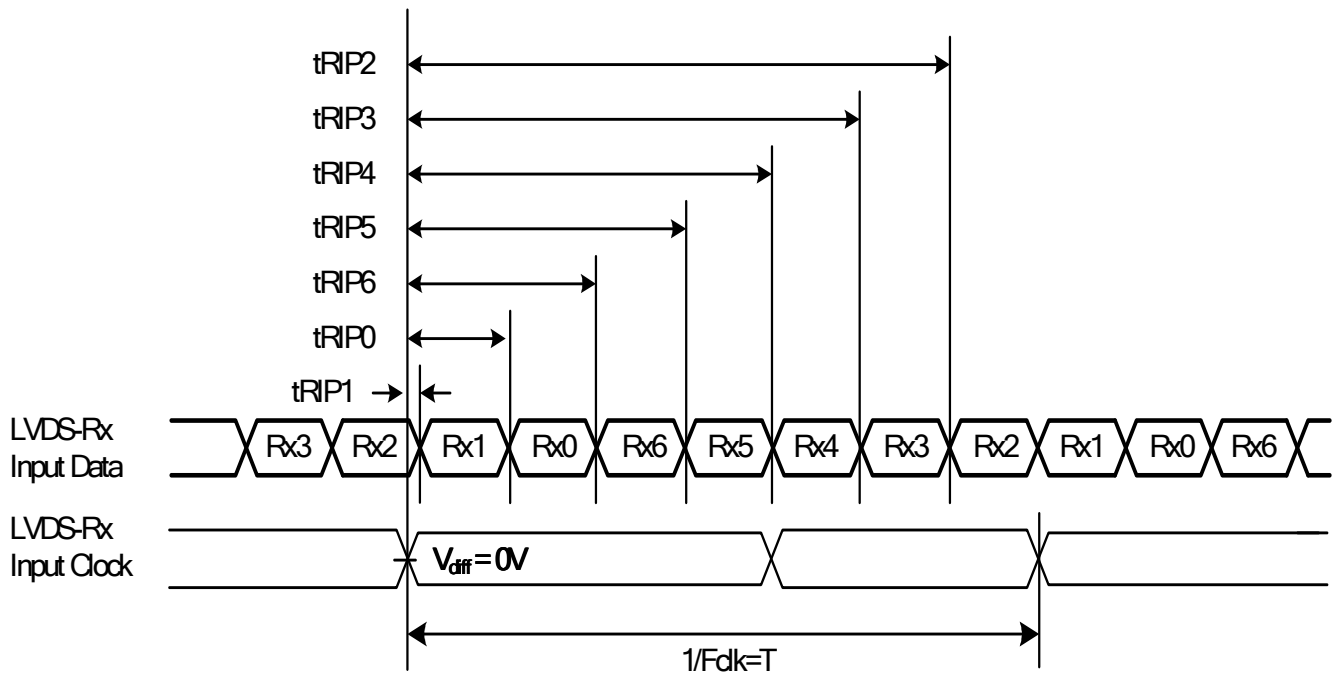 tRIP2
tRIP3
tRIP4
tRIP5
tRIP6
tRIP0
tRIP1
LVDS-Rx
Input Data
Rx3 Rx2 Rx1 Rx0 Rx6 Rx5 Rx4 Rx3 Rx2 Rx1 Rx0 Rx6
LVDS-Rx
Input Clock
Vdiff = 0V
1/Fclk=T